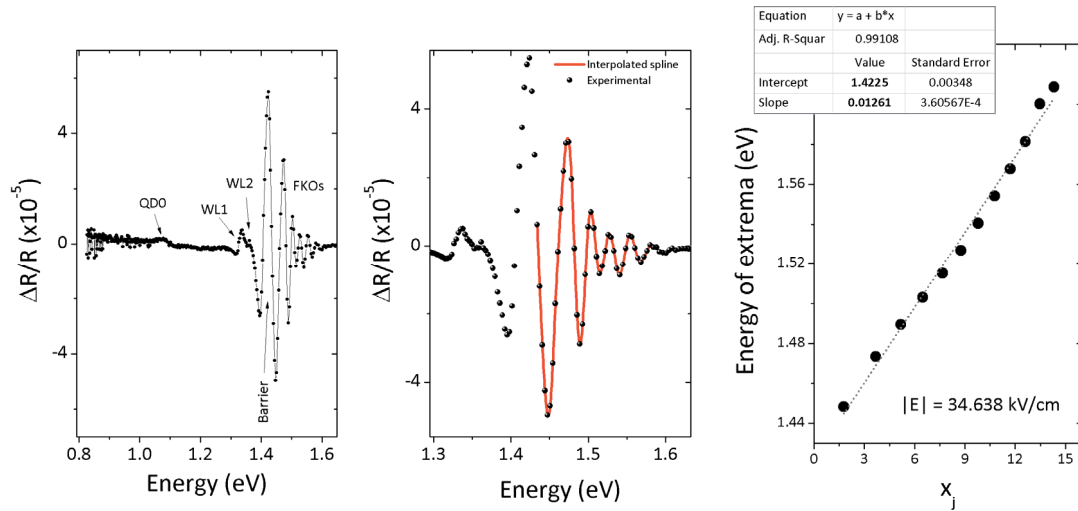 ΔR/R (x10⁻⁵)
4
0
-4
QD0
WL1
WL2
FKOs
Barrier
0.8 1.0 1.2 1.4 1.6
Energy (eV)
ΔR/R (x10⁻⁵)
4
0
-4
Interpolated spline
Experimental
1.3 1.4 1.5 1.6 1.7
Energy (eV)
Equation y = a + b*x
Adj. R-Squar 0.99108
Value Standard Error
Intercept 1.4225 0.00348
Slope 0.01261 3.60567E-4
Energy of extrema (eV)
1.56
1.52
1.48
1.44
|E| = 34.638 kV/cm
0 3 6 9 12 15
xⱼ